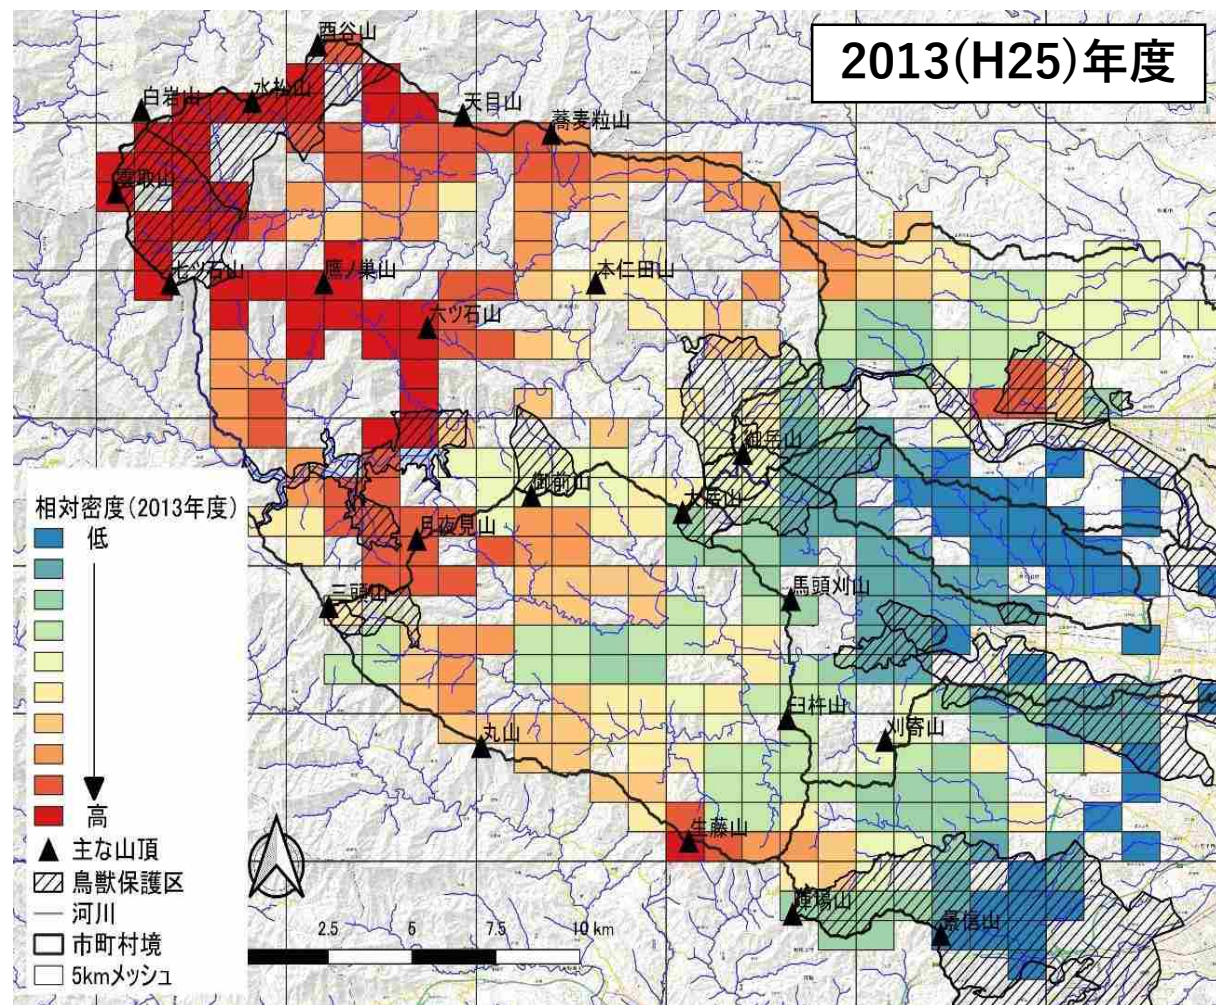 2013(H25)年度
酉谷山
水松山
白岩山
天目山
蕎麦粒山
雲取山
七ツ石山
鷹ノ巣山
本仁田山
六ツ石山
御岳山
御前山
大岳山
月夜見山
三頭山
馬頭刈山
臼杵山
刈寄山
丸山
生藤山
陣場山
景信山
相対密度(2013年度)
低
高
主な山頂
鳥獣保護区
河川
市町村境
5kmメッシュ
2.5
5
7.5
10 km